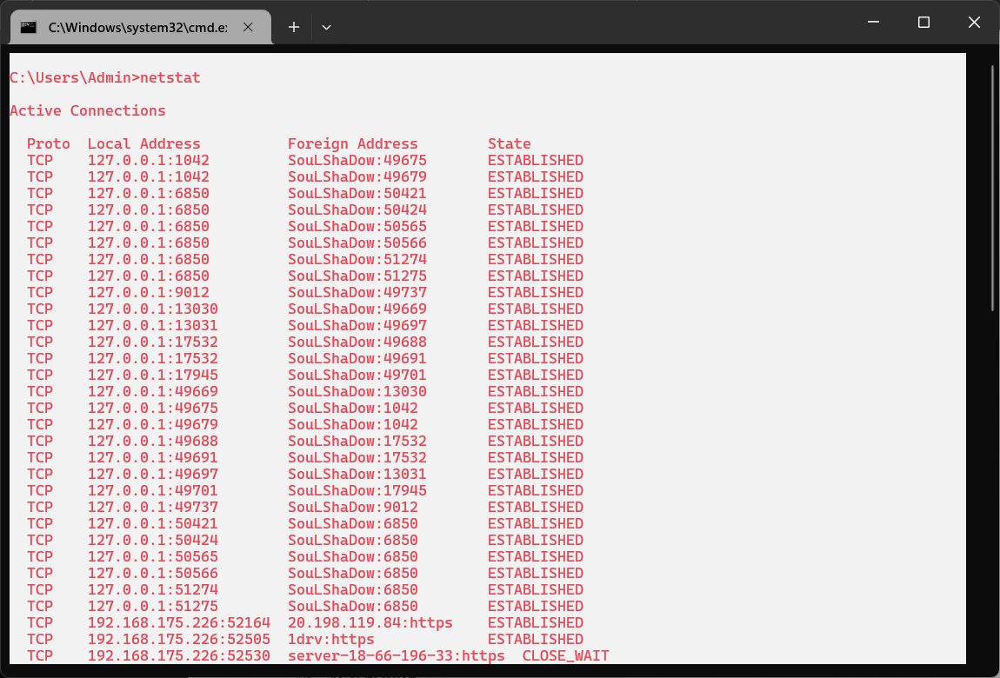 C:\Windows\system32\cmd.e
C:\Users\Admin>netstat
Active Connections
Proto  Local Address          Foreign Address        State
TCP    127.0.0.1:1042         SouLShaDow:49675       ESTABLISHED
TCP    127.0.0.1:1042         SouLShaDow:49679       ESTABLISHED
TCP    127.0.0.1:6850         SouLShaDow:50421       ESTABLISHED
TCP    127.0.0.1:6850         SouLShaDow:50424       ESTABLISHED
TCP    127.0.0.1:6850         SouLShaDow:50565       ESTABLISHED
TCP    127.0.0.1:6850         SouLShaDow:50566       ESTABLISHED
TCP    127.0.0.1:6850         SouLShaDow:51274       ESTABLISHED
TCP    127.0.0.1:6850         SouLShaDow:51275       ESTABLISHED
TCP    127.0.0.1:9012         SouLShaDow:49737       ESTABLISHED
TCP    127.0.0.1:13030        SouLShaDow:49669       ESTABLISHED
TCP    127.0.0.1:13031        SouLShaDow:49697       ESTABLISHED
TCP    127.0.0.1:17532        SouLShaDow:49688       ESTABLISHED
TCP    127.0.0.1:17532        SouLShaDow:49691       ESTABLISHED
TCP    127.0.0.1:17945        SouLShaDow:49701       ESTABLISHED
TCP    127.0.0.1:49669        SouLShaDow:13030       ESTABLISHED
TCP    127.0.0.1:49675        SouLShaDow:1042        ESTABLISHED
TCP    127.0.0.1:49679        SouLShaDow:1042        ESTABLISHED
TCP    127.0.0.1:49688        SouLShaDow:17532       ESTABLISHED
TCP    127.0.0.1:49691        SouLShaDow:17532       ESTABLISHED
TCP    127.0.0.1:49697        SouLShaDow:13031       ESTABLISHED
TCP    127.0.0.1:49701        SouLShaDow:17945       ESTABLISHED
TCP    127.0.0.1:49737        SouLShaDow:9012        ESTABLISHED
TCP    127.0.0.1:50421        SouLShaDow:6850        ESTABLISHED
TCP    127.0.0.1:50424        SouLShaDow:6850        ESTABLISHED
TCP    127.0.0.1:50565        SouLShaDow:6850        ESTABLISHED
TCP    127.0.0.1:50566        SouLShaDow:6850        ESTABLISHED
TCP    127.0.0.1:51274        SouLShaDow:6850        ESTABLISHED
TCP    127.0.0.1:51275        SouLShaDow:6850        ESTABLISHED
TCP    192.168.175.226:52164  20.198.119.84:https    ESTABLISHED
TCP    192.168.175.226:52505  1drv:https             ESTABLISHED
TCP    192.168.175.226:52530  server-18-66-196-33:https  CLOSE_WAIT